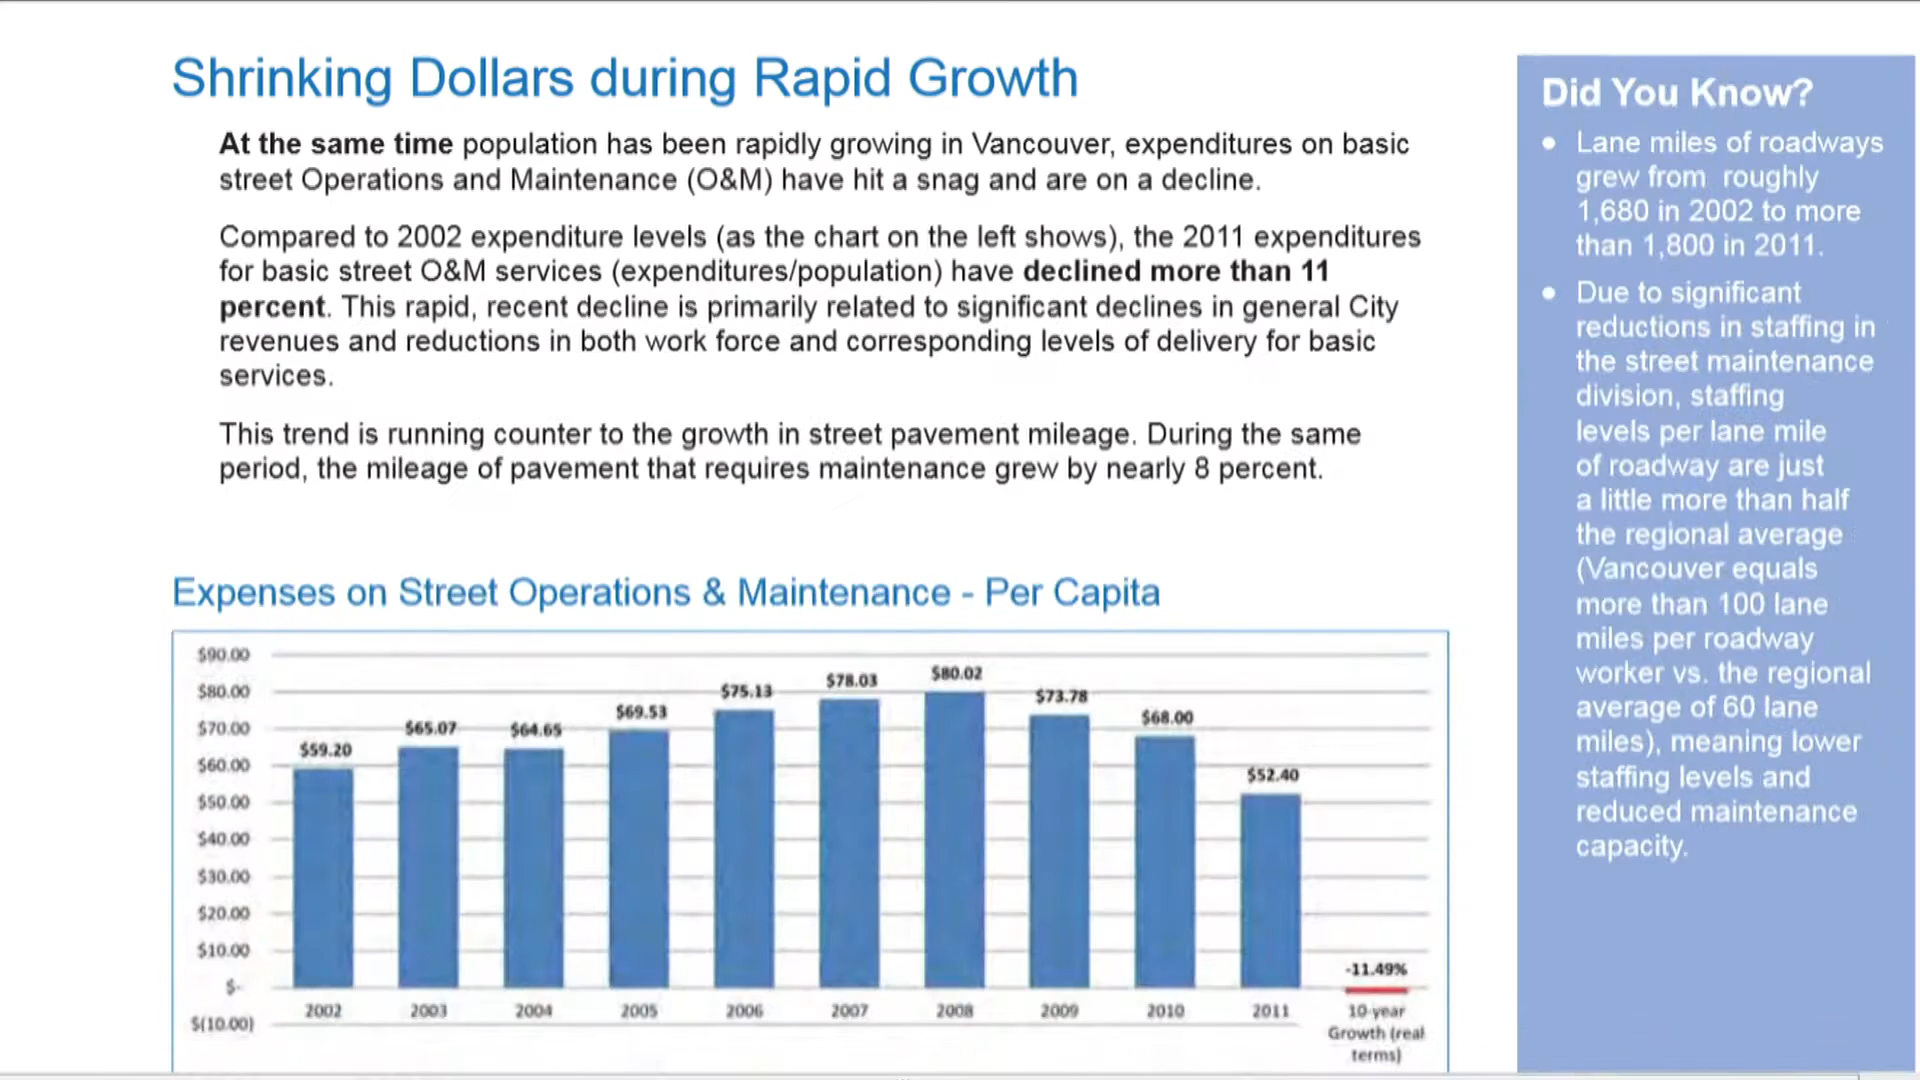 Shrinking Dollars during Rapid Growth
At the same time population has been rapidly growing in Vancouver, expenditures on basic
street Operations and Maintenance (O&M) have hit a snag and are on a decline.
Compared to 2002 expenditure levels (as the chart on the left shows), the 2011 expenditures
for basic street O&M services (expenditures/population) have declined more than 11
percent. This rapid, recent decline is primarily related to significant declines in general City
revenues and reductions in both work force and corresponding levels of delivery for basic
services.
This trend is running counter to the growth in street pavement mileage. During the same
period, the mileage of pavement that requires maintenance grew by nearly 8 percent.
Expenses on Street Operations & Maintenance - Per Capita
$90.00
$80.00
$70.00
$60.00
$50.00
$40.00
$30.00
$20.00
$10.00
$-
$(10.00)
$59.20
$65.07
$64.65
$69.53
$75.13
$78.03
$80.02
$73.78
$68.00
$52.40
-11.49%
2002
2003
2004
2005
2006
2007
2008
2009
2010
2011
10-year
Growth (real
terms)
Did You Know?
• Lane miles of roadways
grew from roughly
1,680 in 2002 to more
than 1,800 in 2011.
• Due to significant
reductions in staffing in
the street maintenance
division, staffing
levels per lane mile
of roadway are just
a little more than half
the regional average
(Vancouver equals
more than 100 lane
miles per roadway
worker vs. the regional
average of 60 lane
miles), meaning lower
staffing levels and
reduced maintenance
capacity.